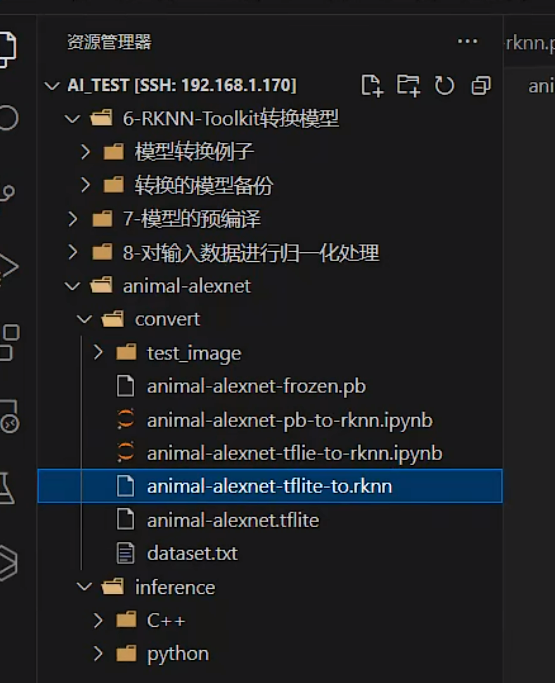 资源管理器
rknn.p
AI_TEST [SSH: 192.168.1.170]
ani
6-RKNN-Toolkit转换模型
模型转换例子
转换的模型备份
7-模型的预编译
8-对输入数据进行归一化处理
animal-alexnet
convert
test_image
animal-alexnet-frozen.pb
animal-alexnet-pb-to-rknn.ipynb
animal-alexnet-tflie-to-rknn.ipynb
animal-alexnet-tflite-to.rknn
animal-alexnet.tflite
dataset.txt
inference
C++
python